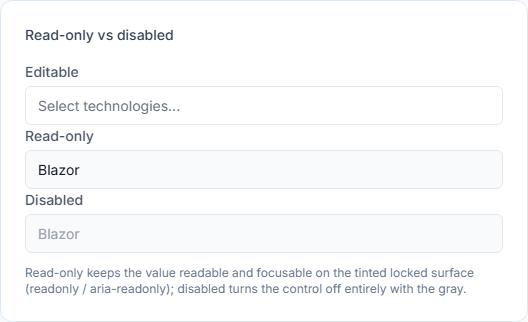 Read-only vs disabled
Editable
Select technologies...
Read-only
Blazor
Disabled
Blazor
Read-only keeps the value readable and focusable on the tinted locked surface
(readonly / aria-readonly); disabled turns the control off entirely with the gray.